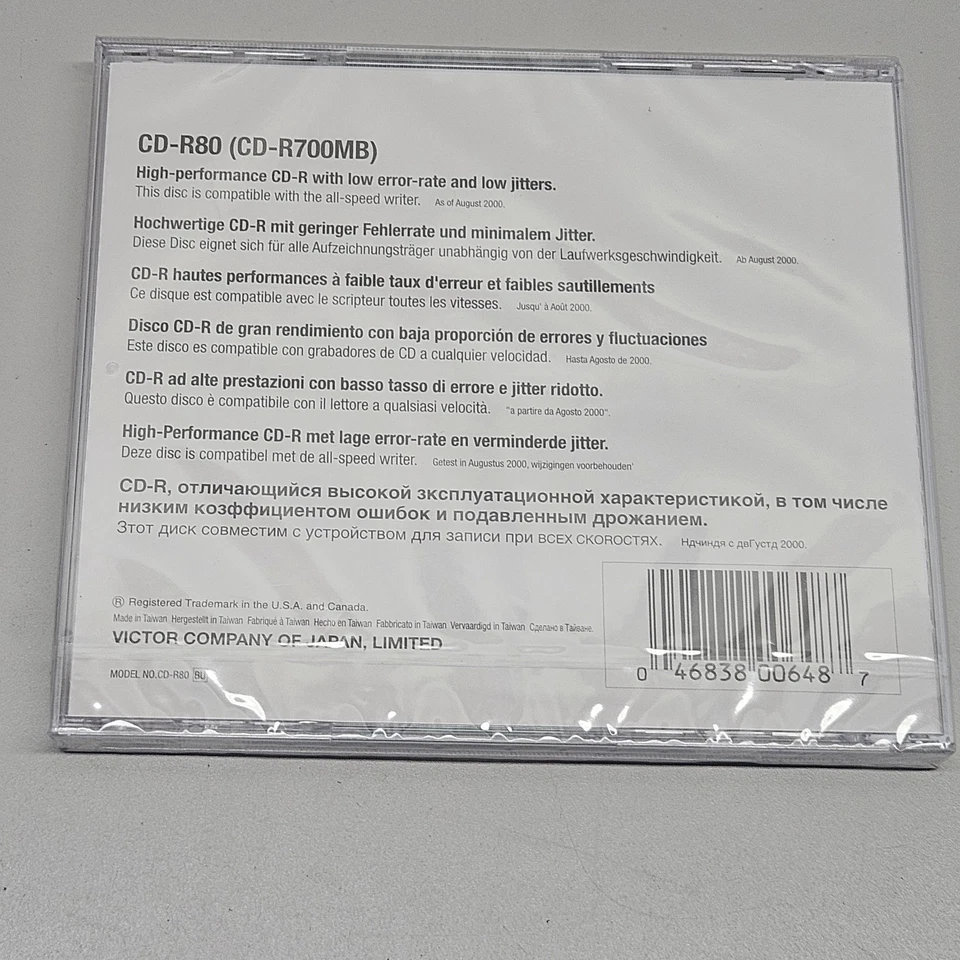 CD-R80 (CD-R700MB)
High-performance CD-R with low error-rate and low jitters.
This disc is compatible with the all-speed writer. As of August 2000.
Hochwertige CD-R mit geringer Fehlerrate und minimalem Jitter.
Diese Disc eignet sich für alle Aufzeichnungsträger unabhängig von der Laufwerksgeschwindigkeit. Ab August 2000.
CD-R hautes performances à faible taux d'erreur et faibles sautillements
Ce disque est compatible avec le scripteur toutes les vitesses. Jusqu' à Août 2000.
Disco CD-R de gran rendimiento con baja proporción de errores y fluctuaciones
Este disco es compatible con grabadores de CD a cualquier velocidad. Hasta Agosto de 2000.
CD-R ad alte prestazioni con basso tasso di errore e jitter ridotto.
Questo disco è compatibile con il lettore a qualsiasi velocità. "a partire da Agosto 2000".
High-Performance CD-R met lage error-rate en verminderde jitter.
Deze disc is compatibel met de all-speed writer. Getest in Augustus 2000, wijzigingen voorbehouden'
CD-R, отличающийся высокой зксплуатационной характеристикой, в том числе
низким козффициентом ошибок и подавленным дрожанием.
Зтот диск совместим с устройством для записи при ВСЕХ СКОRОСТЯХ. Ндчиндя с двГустд 2000.
® Registered Trademark in the U.S.A. and Canada.
Made in Taiwan Hergestellt in Taiwan Fabriqué à Taiwan Hecho en Taiwan Fabbricato in Taiwan Vervaardigd in Taiwan Сделано в Тайване.
VICTOR COMPANY OF JAPAN, LIMITED
MODEL NO.CD-R80 BU
0 46838 00648 7